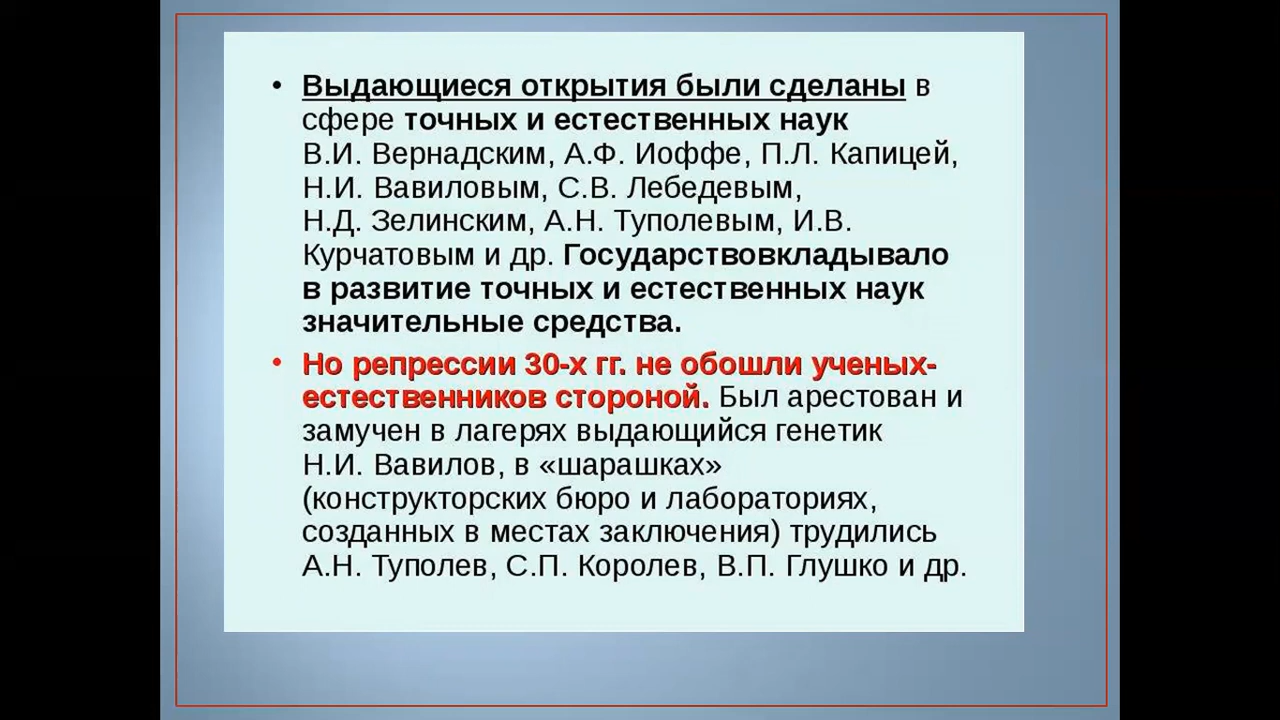 • Выдающиеся открытия были сделаны в
сфере точных и естественных наук
В.И. Вернадским, А.Ф. Иоффе, П.Л. Капицей,
Н.И. Вавиловым, С.В. Лебедевым,
Н.Д. Зелинским, А.Н. Туполевым, И.В.
Курчатовым и др. Государствовкладывало
в развитие точных и естественных наук
значительные средства.
• Но репрессии 30-х гг. не обошли ученых-
естественников стороной. Был арестован и
замучен в лагерях выдающийся генетик
Н.И. Вавилов, в «шарашках»
(конструкторских бюро и лабораториях,
созданных в местах заключения) трудились
А.Н. Туполев, С.П. Королев, В.П. Глушко и др.